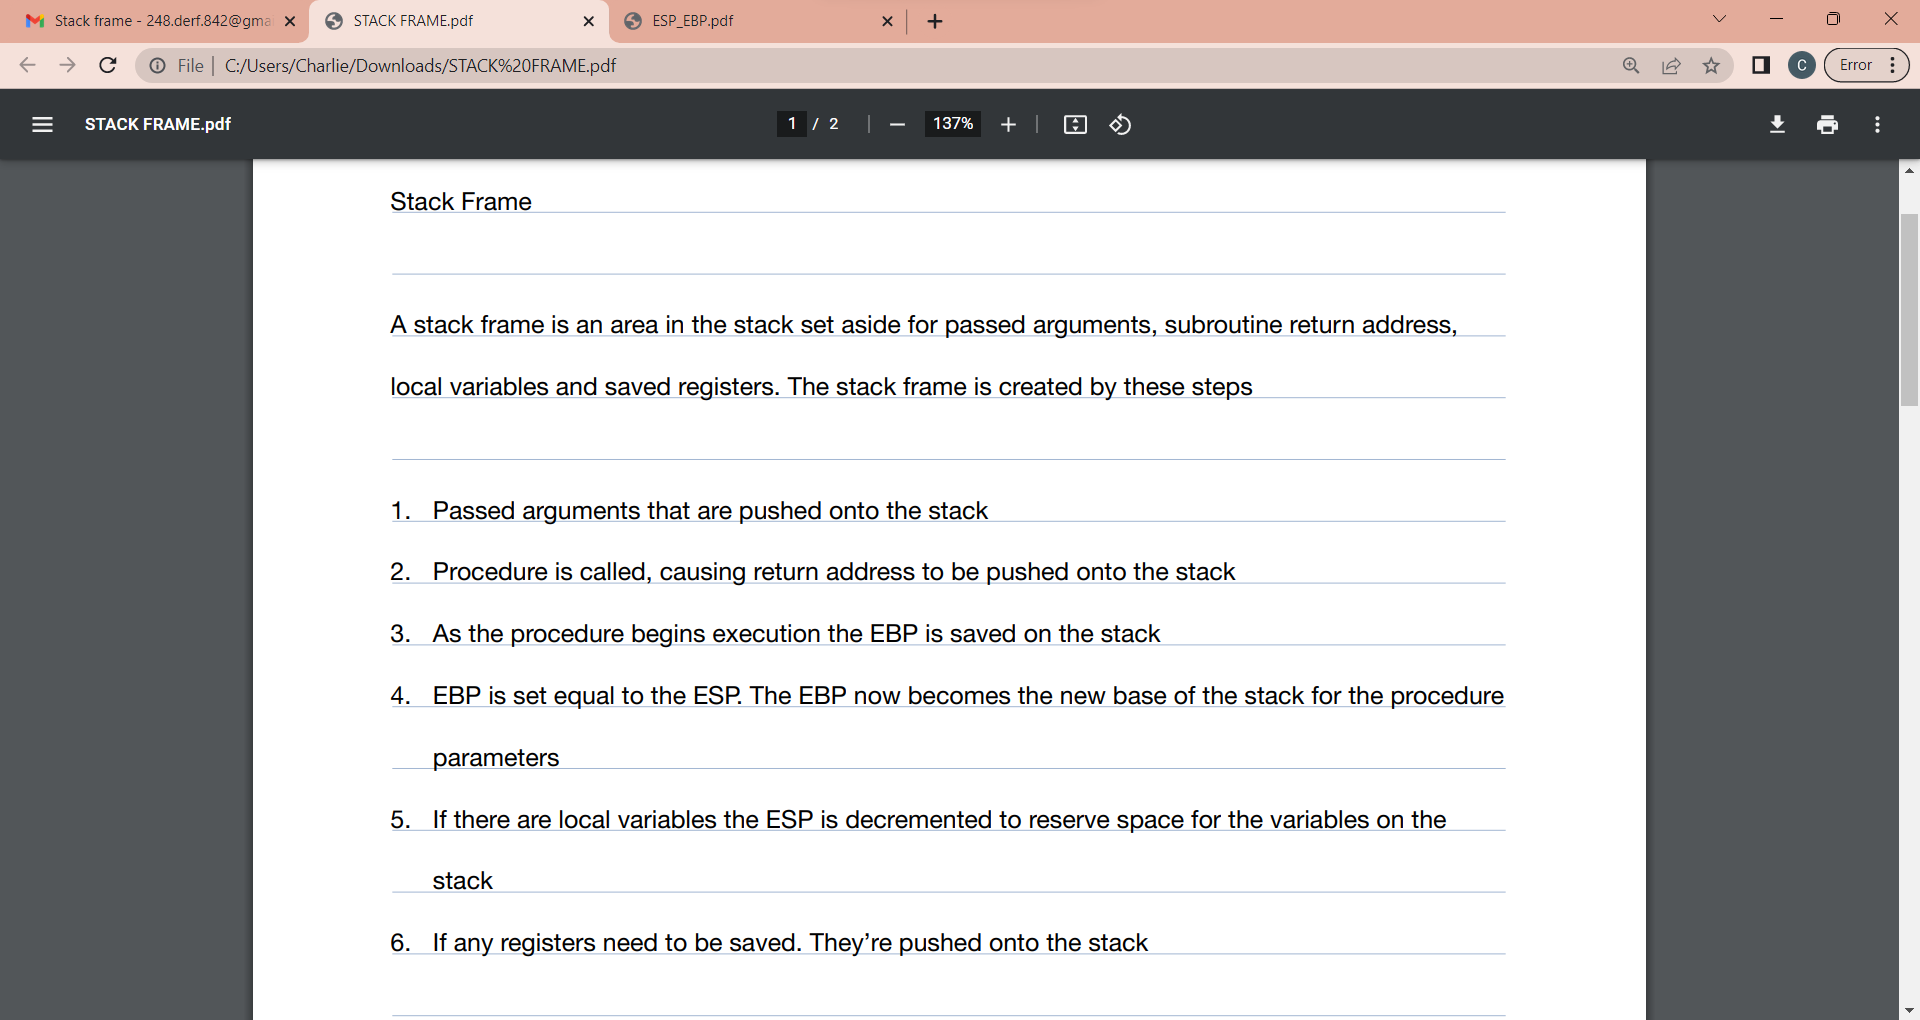 Stack frame - 248.derf.842@gma
STACK FRAME.pdf
ESP_EBP.pdf
File
C:/Users/Charlie/Downloads/STACK%20FRAME.pdf
C
Error
STACK FRAME.pdf
1 / 2
137%
Stack Frame
A stack frame is an area in the stack set aside for passed arguments, subroutine return address,
local variables and saved registers. The stack frame is created by these steps
1. Passed arguments that are pushed onto the stack
2. Procedure is called, causing return address to be pushed onto the stack
3. As the procedure begins execution the EBP is saved on the stack
4. EBP is set equal to the ESP. The EBP now becomes the new base of the stack for the procedure
parameters
5. If there are local variables the ESP is decremented to reserve space for the variables on the
stack
6. If any registers need to be saved. They’re pushed onto the stack